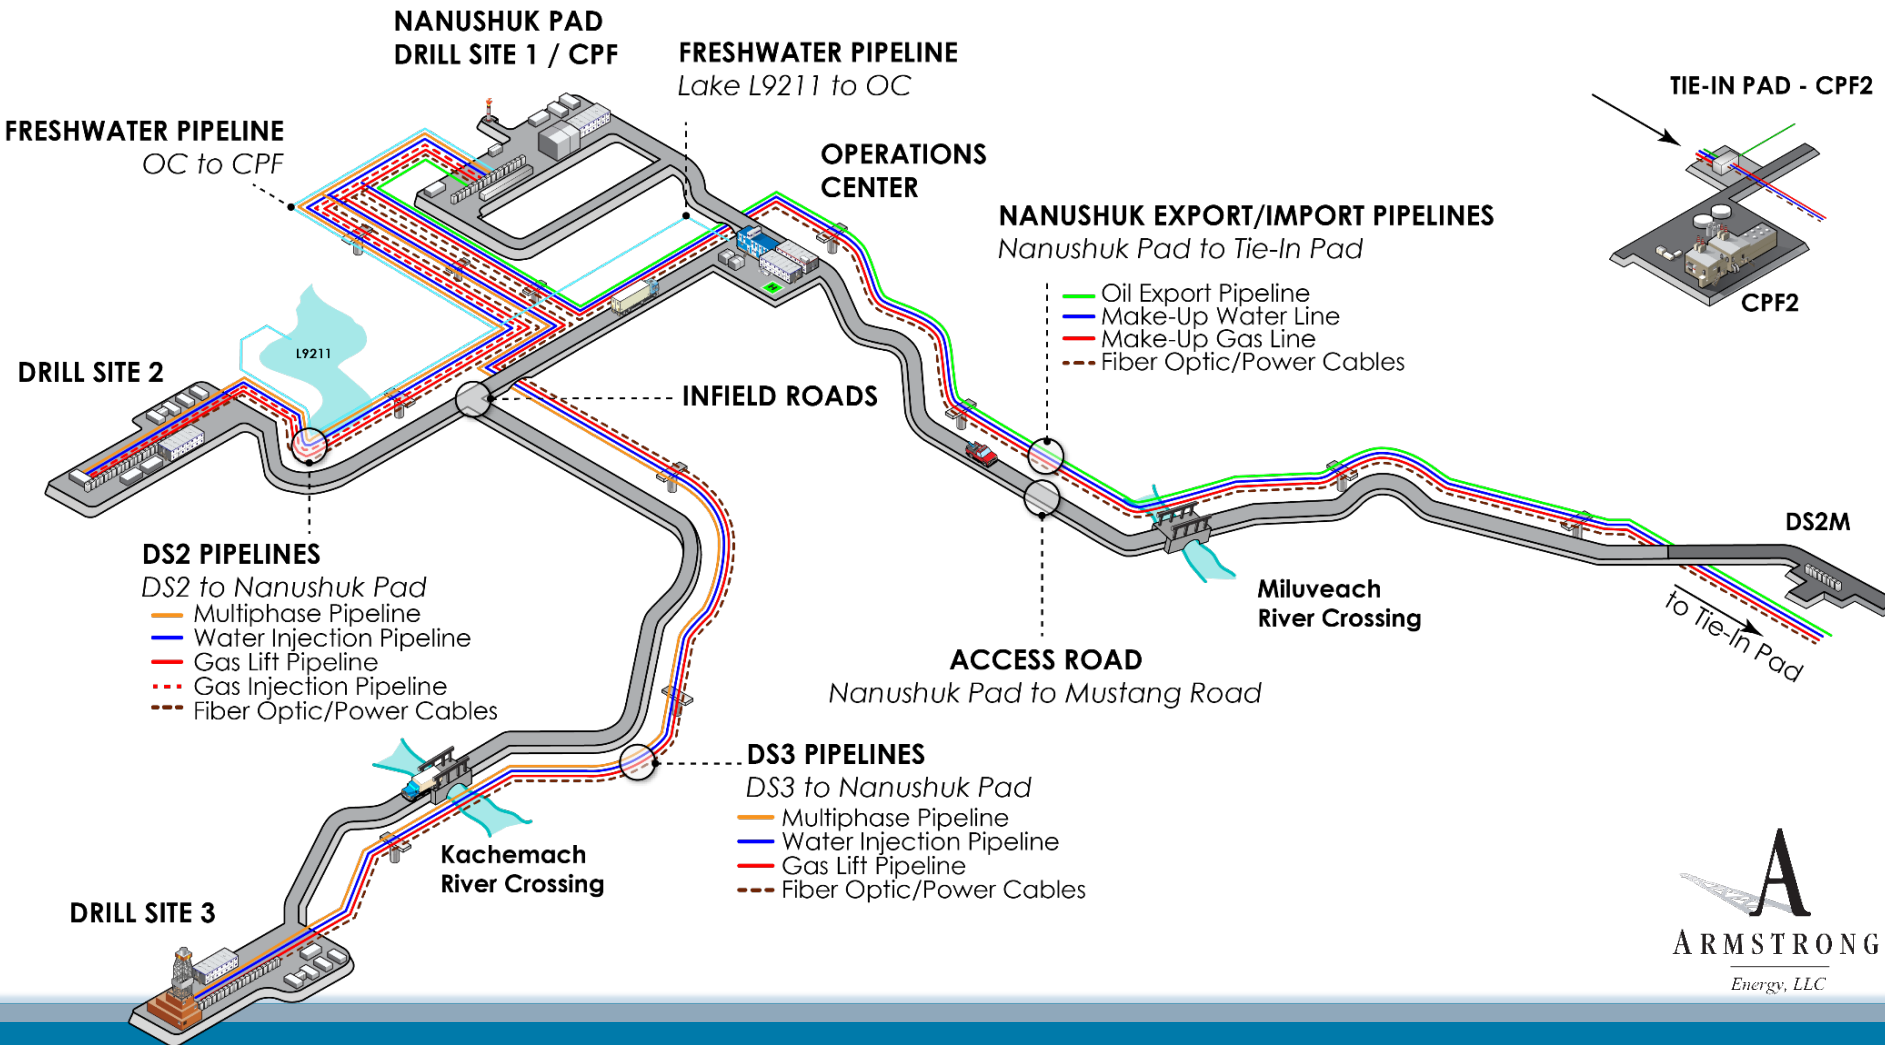 NANUSHUK PAD
DRILL SITE 1 / CPF
FRESHWATER PIPELINE
Lake L9211 to OC
TIE-IN PAD - CPF2
FRESHWATER PIPELINE
OC to CPF
OPERATIONS
CENTER
NANUSHUK EXPORT/IMPORT PIPELINES
Nanushuk Pad to Tie-In Pad
Oil Export Pipeline
Make-Up Water Line
Make-Up Gas Line
Fiber Optic/Power Cables
CPF2
H
L9211
DRILL SITE 2
INFIELD ROADS
DS2M
DS2 PIPELINES
DS2 to Nanushuk Pad
Multiphase Pipeline
Water Injection Pipeline
Gas Lift Pipeline
Gas Injection Pipeline
Fiber Optic/Power Cables
Miluveach
River Crossing
to Tie-In Pad
ACCESS ROAD
Nanushuk Pad to Mustang Road
DS3 PIPELINES
DS3 to Nanushuk Pad
Multiphase Pipeline
Water Injection Pipeline
Gas Lift Pipeline
Fiber Optic/Power Cables
Kachemach
River Crossing
DRILL SITE 3
A
ARMSTRONG
Energy, LLC